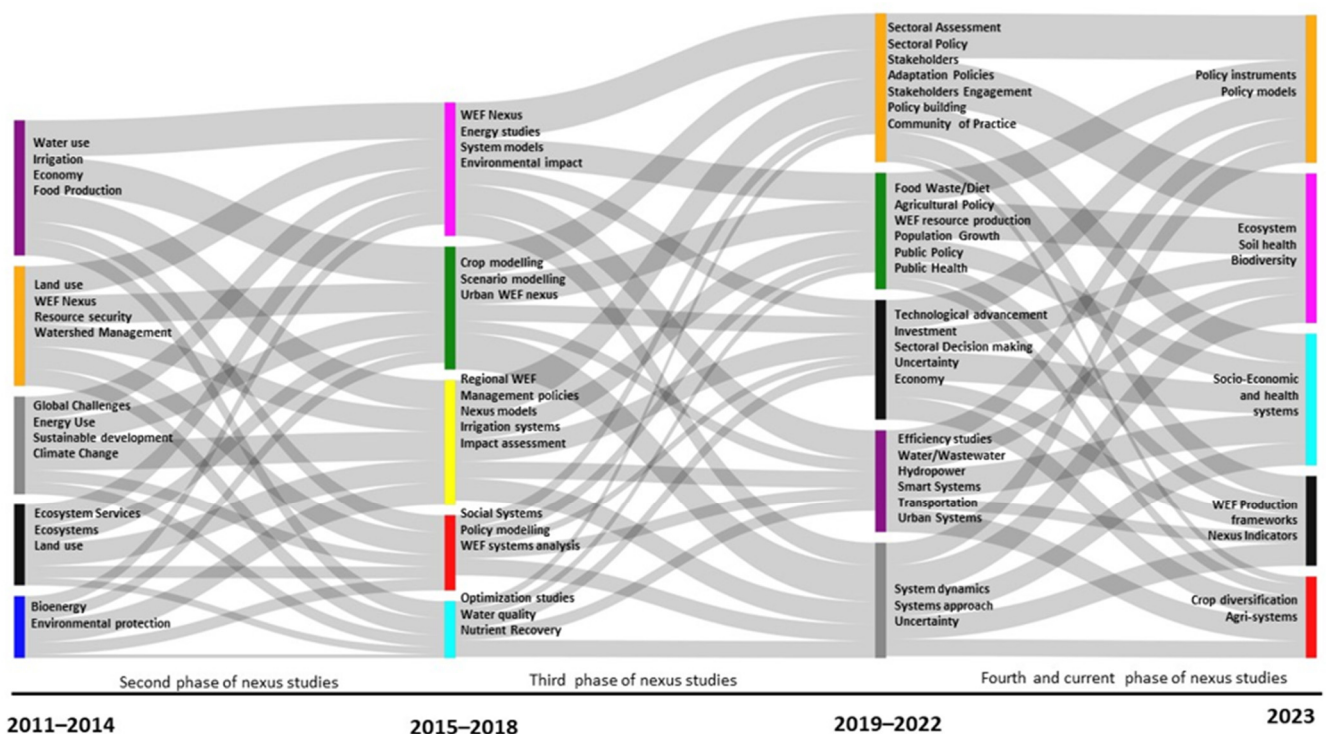 Water use
Irrigation
Economy
Food Production
Land use
WEF Nexus
Resource security
Watershed Management
Global Challenges
Energy Use
Sustainable development
Climate Change
Ecosystem Services
Ecosystems
Land use
Bioenergy
Environmental protection
WEF Nexus
Energy studies
System models
Environmental impact
Crop modelling
Scenario modelling
Urban WEF nexus
Regional WEF
Management policies
Nexus models
Irrigation systems
Impact assessment
Social Systems
Policy modelling
WEF systems analysis
Optimization studies
Water quality
Nutrient Recovery
Sectoral Assessment
Sectoral Policy
Stakeholders
Adaptation Policies
Stakeholders Engagement
Policy building
Community of Practice
Food Waste/Diet
Agricultural Policy
WEF resource production
Population Growth
Public Policy
Public Health
Technological advancement
Investment
Sectoral Decision making
Uncertainty
Economy
Efficiency studies
Water/Wastewater
Hydropower
Smart Systems
Transportation
Urban Systems
System dynamics
Systems approach
Uncertainty
Policy instruments
Policy models
Ecosystem
Soil health
Biodiversity
Socio-Economic
and health
systems
WEF Production
frameworks
Nexus Indicators
Crop diversification
Agri-systems
Second phase of nexus studies
Third phase of nexus studies
Fourth and current phase of nexus studies
2011–2014
2015–2018
2019–2022
2023